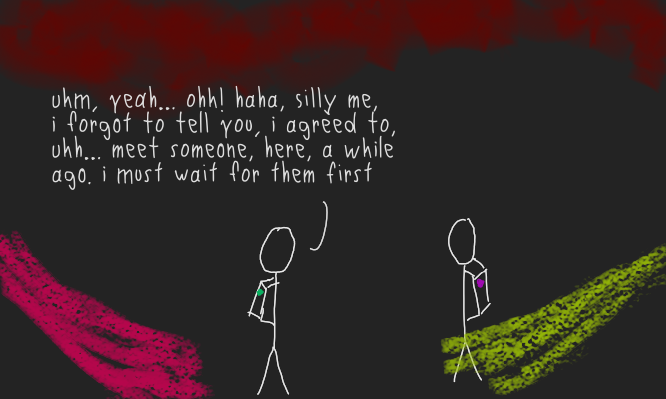 uhm, yeah... ohh! haha, silly me,
i forgot to tell you, i agreed to,
uhh... meet someone, here, a while
ago. i must wait for them first